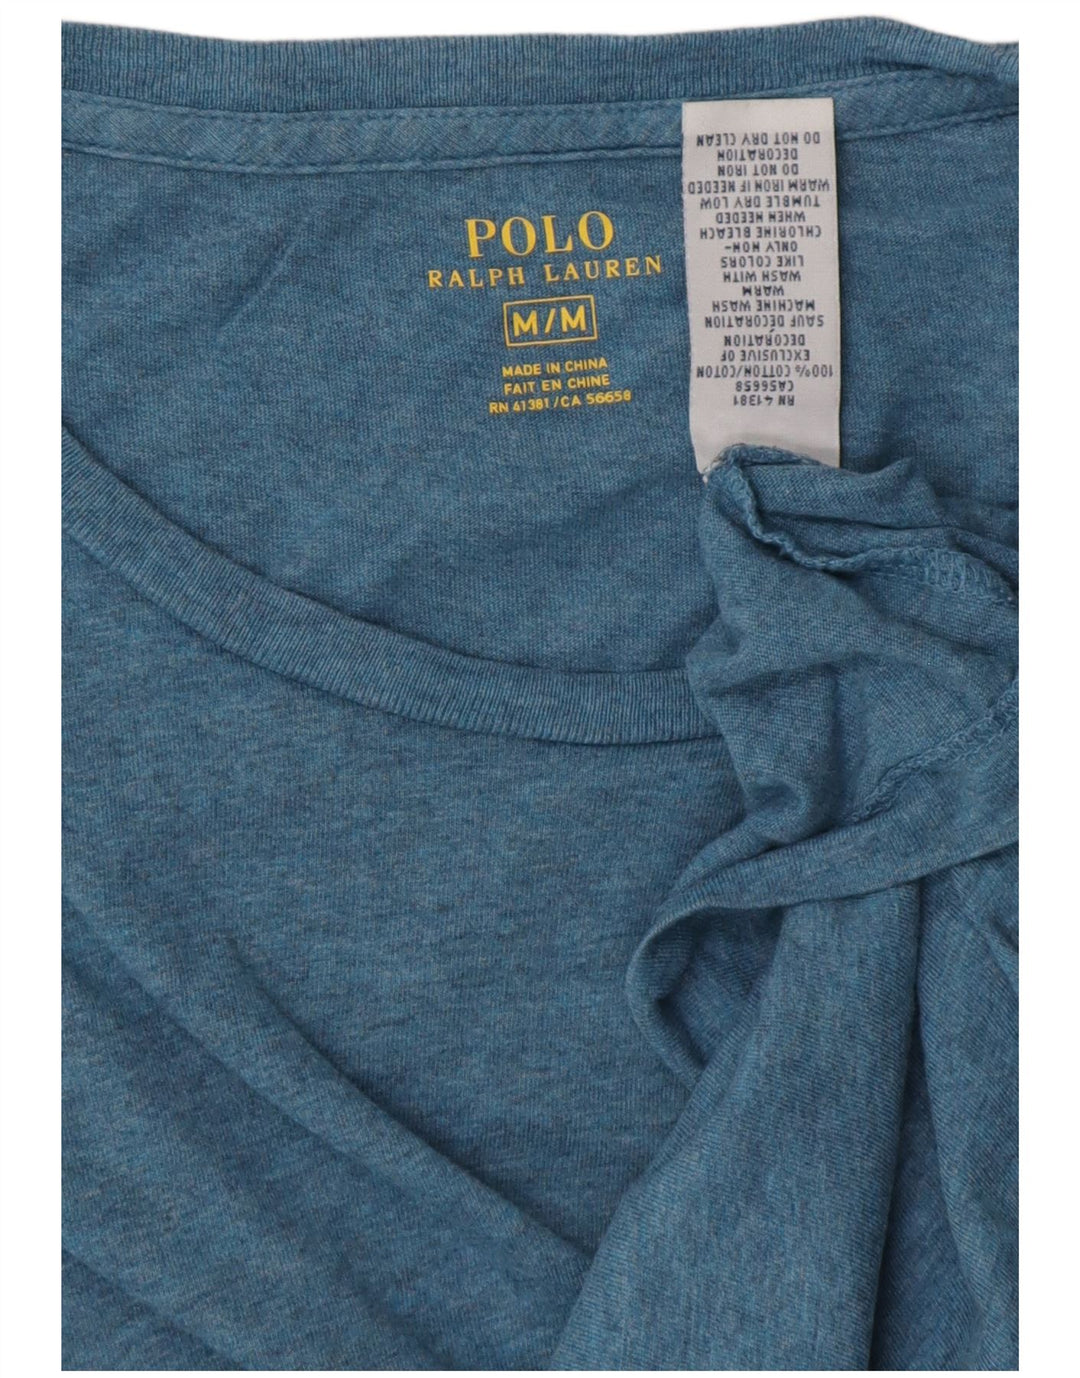 POLO
RALPH LAUREN
M/M
MADE IN CHINA
FAIT EN CHINE
RN 41381/CA 56658
RN 41381
CA56658
100% COTTON/COTON
EXCLUSIVE OF
DECORATION
SAUF DÉCORATION
MACHINE WASH
WARM
WASH WITH
LIKE COLORS
ONLY NON-
CHLORINE BLEACH
WHEN NEEDED
TUMBLE DRY LOW
WARM IRON IF NEEDED
DO NOT IRON
DECORATION
DO NOT DRY CLEAN